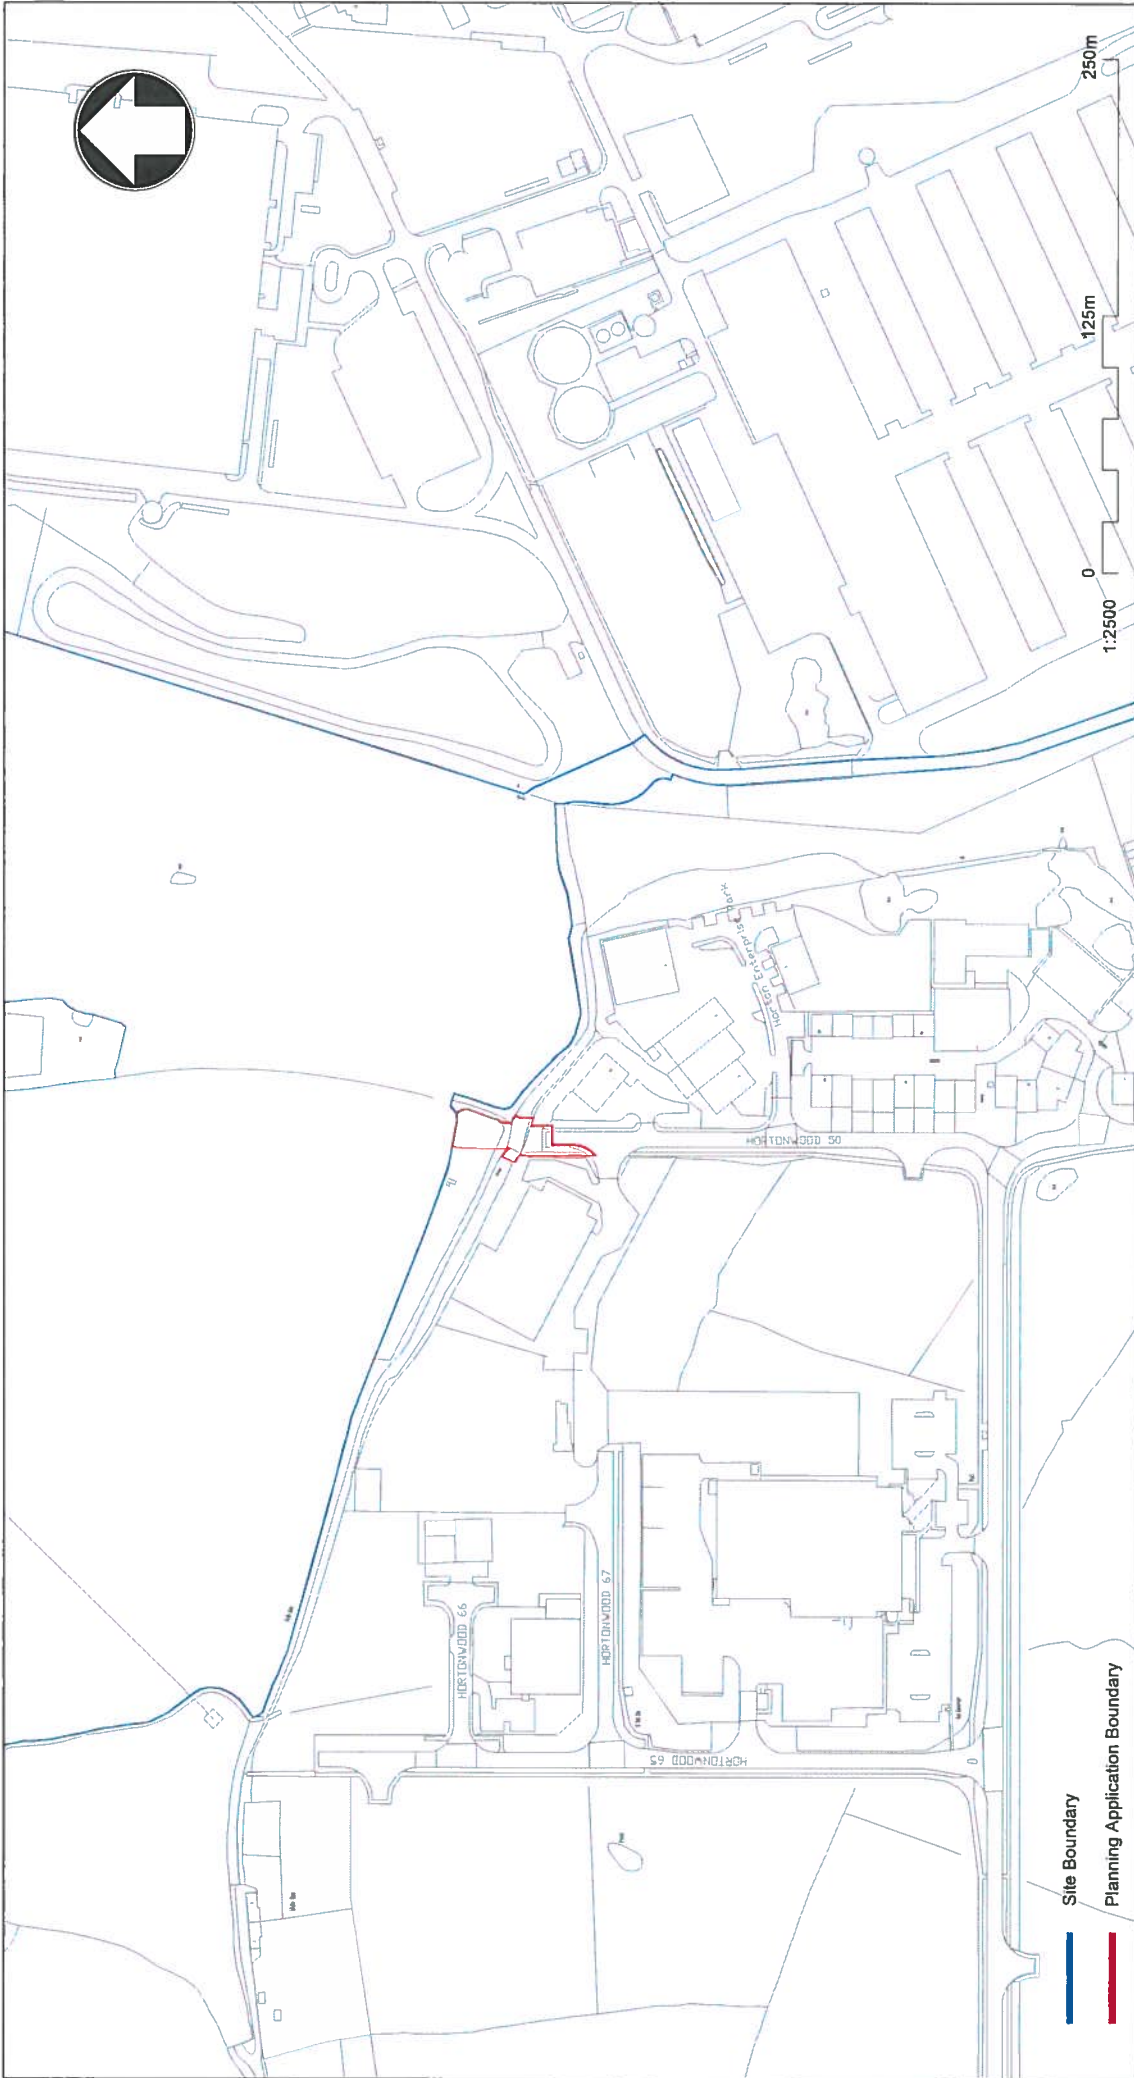 HORTONWOOD 66
HORTONWOOD 67
HORTONWOOD 65
HORTONWOOD 50
Horton Enterprise Park
Site Boundary
Planning Application Boundary
1:2500
0
125m
250m